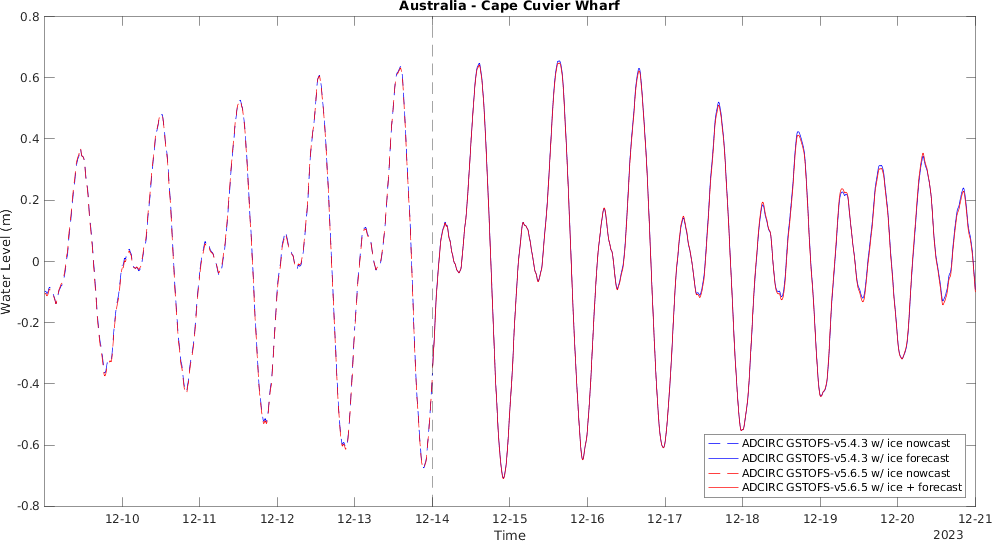 Australia - Cape Cuvier Wharf
0.8
0.6
0.4
0.2
0
-0.2
-0.4
-0.6
-0.8
Water Level (m)
ADCIRC GSTOFS-v5.4.3 w/ ice nowcast
ADCIRC GSTOFS-v5.4.3 w/ ice forecast
ADCIRC GSTOFS-v5.6.5 w/ ice nowcast
ADCIRC GSTOFS-v5.6.5 w/ ice + forecast
12-10 12-11 12-12 12-13 12-14 12-15 12-16 12-17 12-18 12-19 12-20 12-21
Time
2023